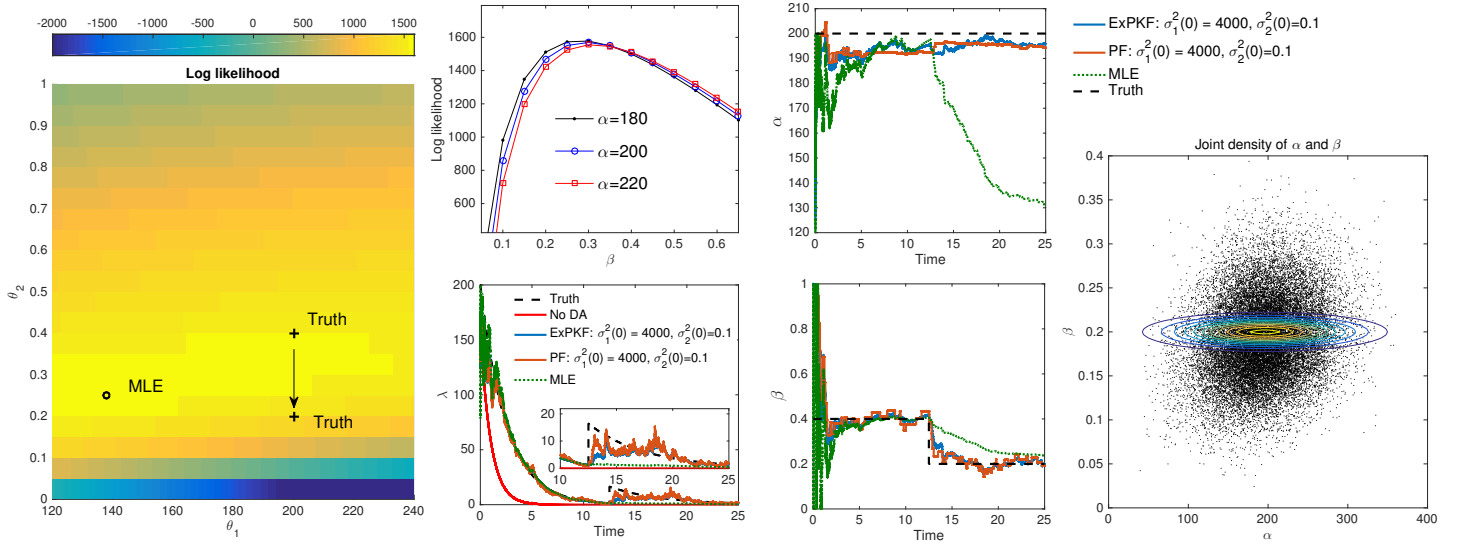 -2000 -1500 -1000 -500 0 500 1000 1500
Log likelihood
1
0.9
0.8
0.7
0.6
0.5
0.4
0.3
0.2
0.1
0
θ₂
Truth
MLE
Truth
120 140 160 180 200 220 240
θ₁
1600
1400
1200
1000
800
600
Log likelihood
α=180
α=200
α=220
0.1 0.2 0.3 0.4 0.5 0.6
β
200
150
100
50
0
λ
Truth
No DA
ExPKF: σ₁²(0) = 4000, σ₂²(0)=0.1
PF: σ₁²(0) = 4000, σ₂²(0)=0.1
MLE
20
10
0
10 15 20 25
0 5 10 15 20 25
Time
210
200
190
180
170
160
150
140
130
120
α
0 5 10 15 20 25
Time
1
0.8
0.6
0.4
0.2
0
β
0 5 10 15 20 25
Time
ExPKF: σ₁²(0) = 4000, σ₂²(0)=0.1
PF: σ₁²(0) = 4000, σ₂²(0)=0.1
MLE
Truth
Joint density of α and β
0.4
0.35
0.3
0.25
0.2
0.15
0.1
0.05
0
β
0 100 200 300 400
α